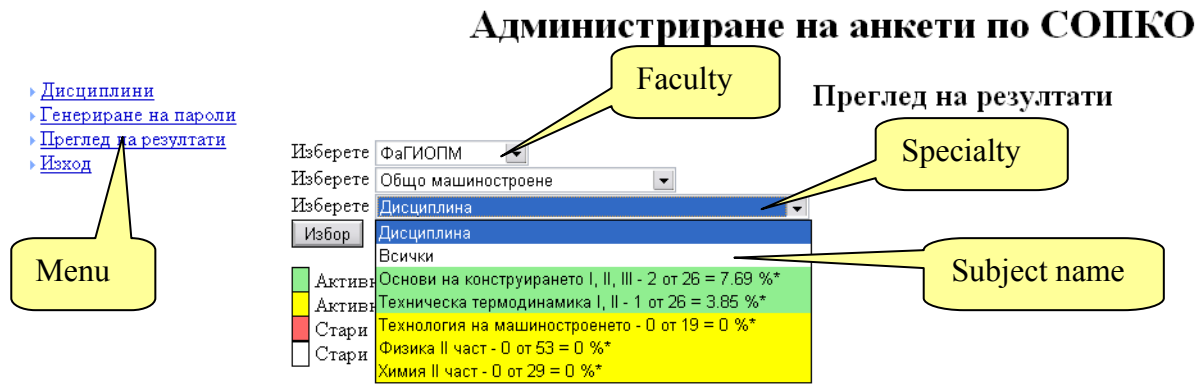 Администриране на анкети по СОПКО
Faculty
Дисциплини
Генериране на пароли
Преглед на резултати
Изход
Menu
Преглед на резултати
Изберете ФаГИОПМ
Specialty
Изберете Общо машиностроене
Изберете Дисциплина
Избор
Дисциплина
Всички
Subject name
Основи на конструирането I, II, III - 2 от 26 = 7.69 %*
Техническа термодинамика I, II - 1 от 26 = 3.85 %*
Технология на машиностроенето - 0 от 19 = 0 %*
Физика II част - 0 от 53 = 0 %*
Химия II част - 0 от 29 = 0 %*
Стари
Стари